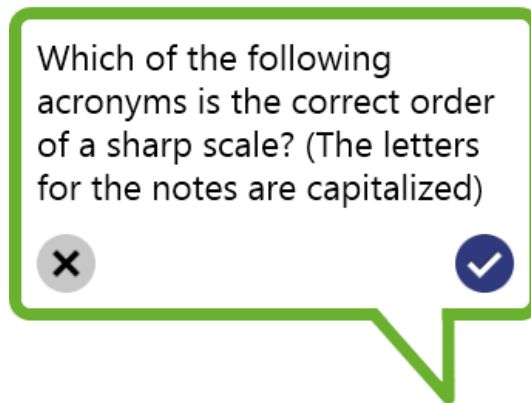 Which of the following
acronyms is the correct order
of a sharp scale? (The letters
for the notes are capitalized)